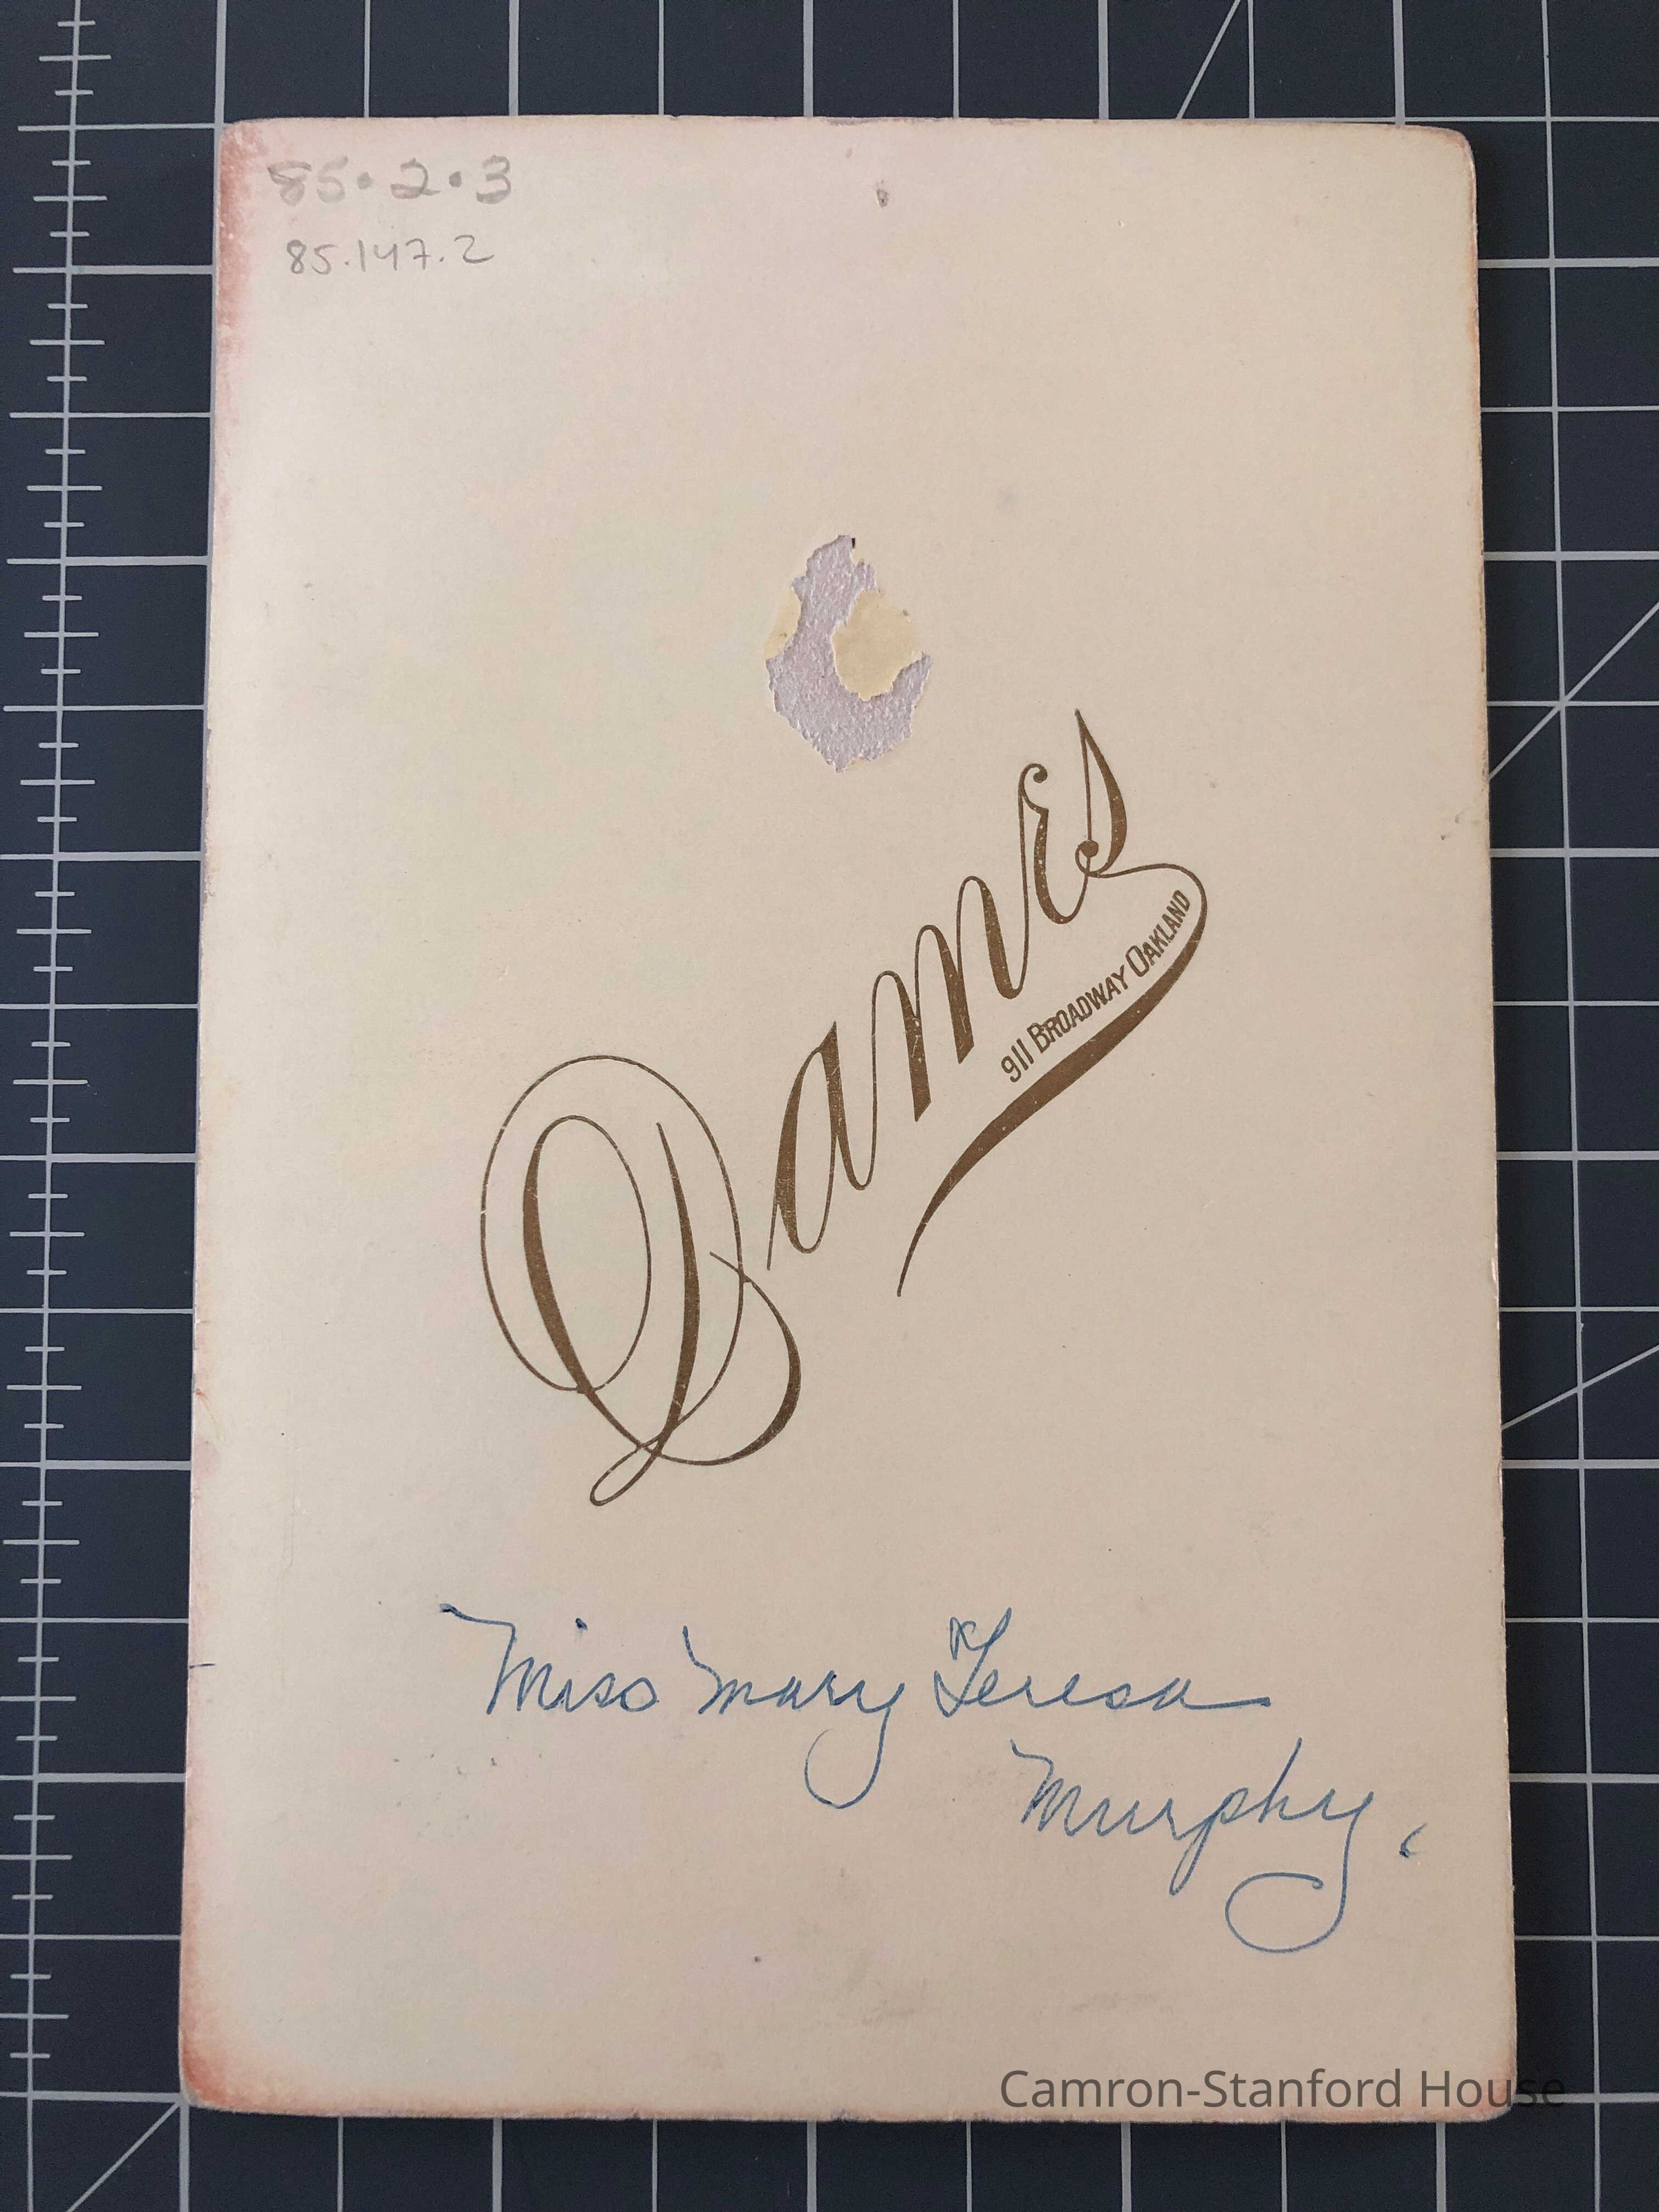 85.2.3
85.147.2
Dames
911 BROADWAY OAKLAND
Miss Mary Teresa
Murphy.
Camron-Stanford House